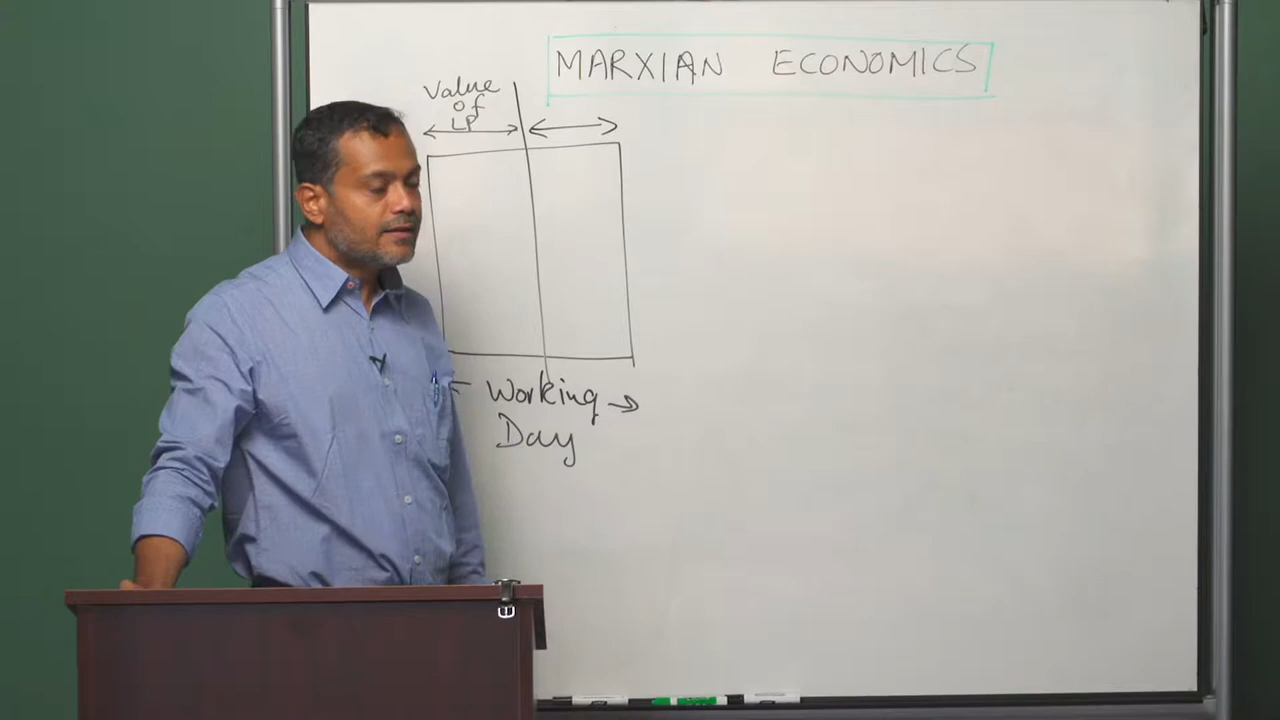 MARXIAN ECONOMICS
Value
of
LP
Working
Day